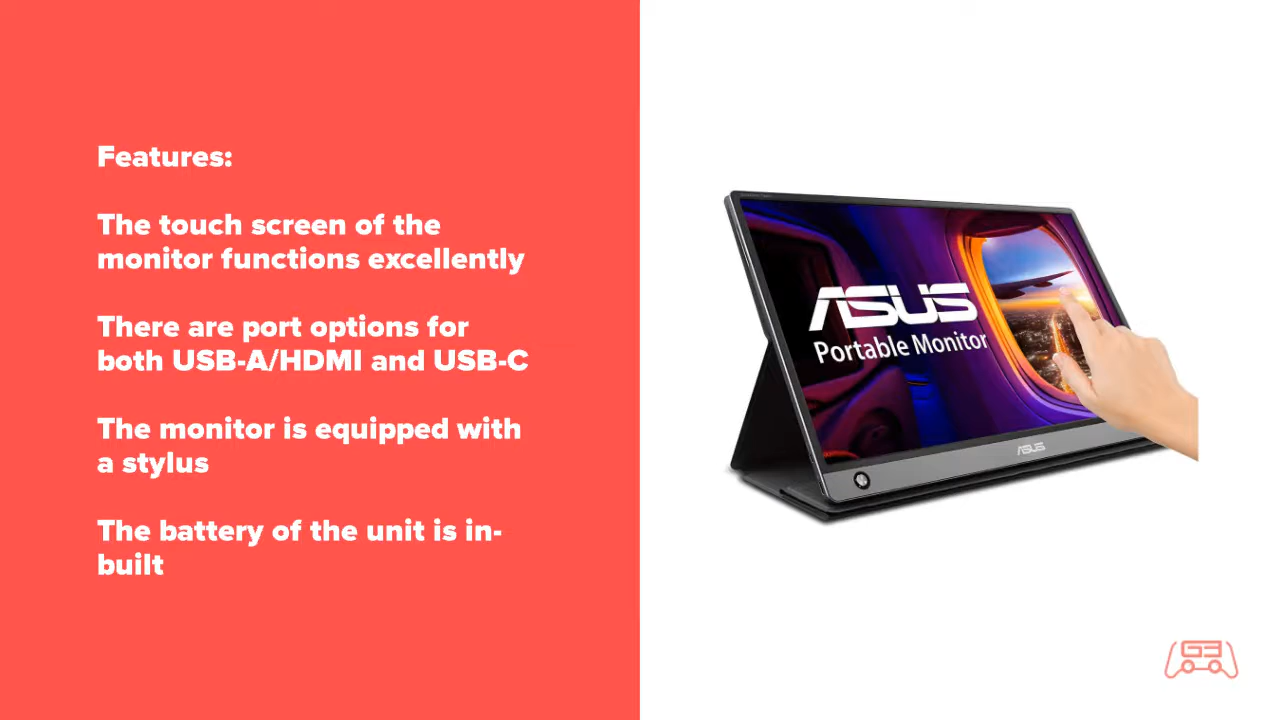 Features:
The touch screen of the
monitor functions excellently
There are port options for
both USB-A/HDMI and USB-C
The monitor is equipped with
a stylus
The battery of the unit is in-
built
ASUS
Portable Monitor
ASUS
G3